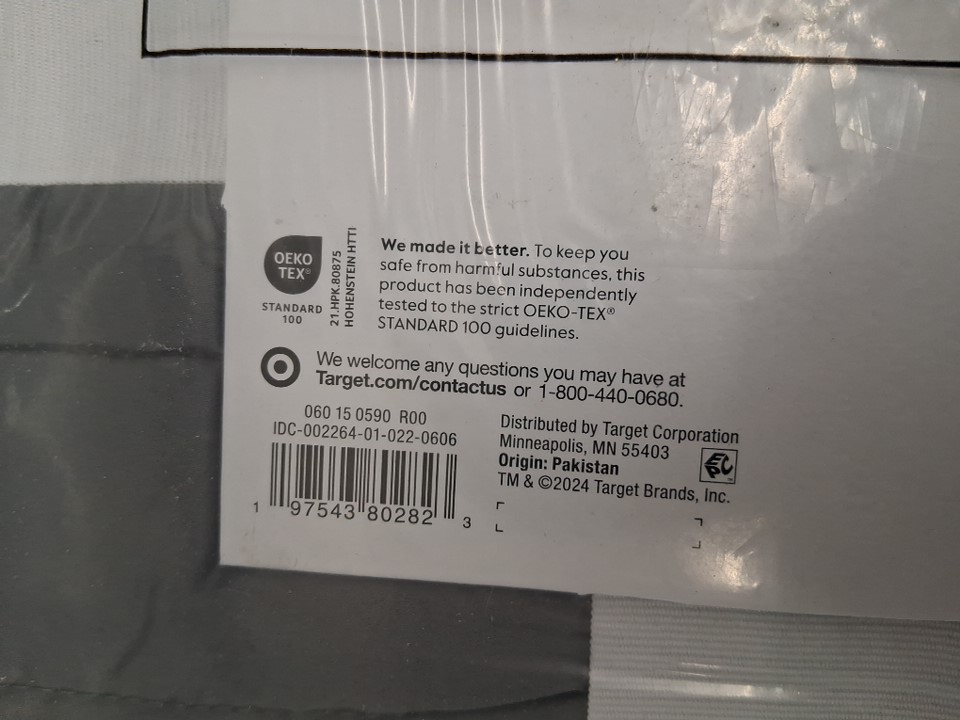 OEKO
TEX®
STANDARD
100
21.HPK.80875
HOHENSTEIN HTTI
We made it better. To keep you
safe from harmful substances, this
product has been independently
tested to the strict OEKO-TEX®
STANDARD 100 guidelines.
We welcome any questions you may have at
Target.com/contactus or 1-800-440-0680.
060 15 0590 R00
IDC-002264-01-022-0606
1 97543 80282 3
Distributed by Target Corporation
Minneapolis, MN 55403
Origin: Pakistan
TM & ©2024 Target Brands, Inc.
EPC™